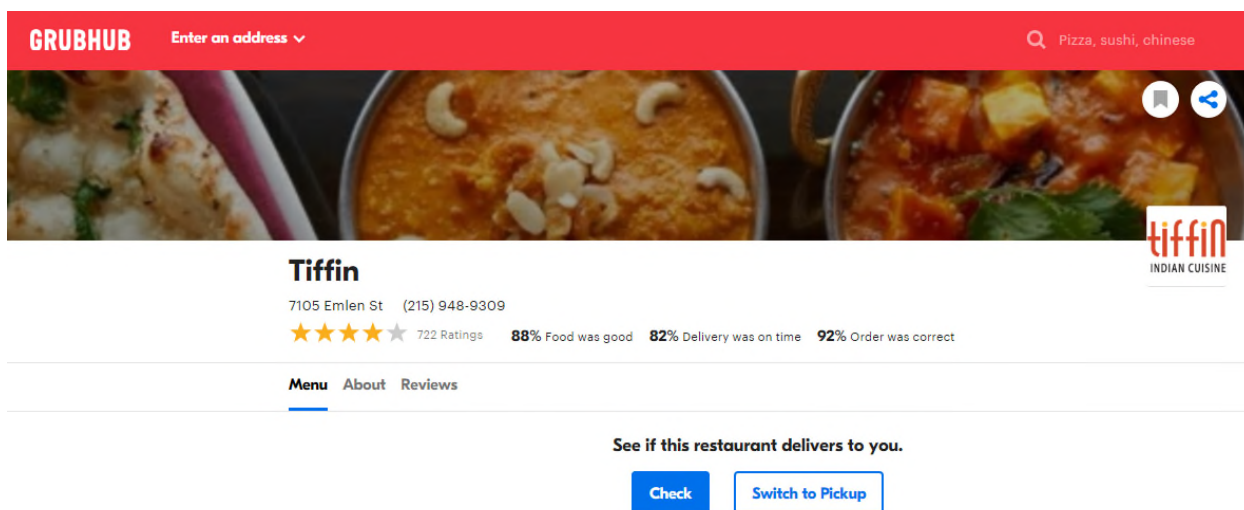 GRUBHUB Enter an address Pizza, sushi, chinese
tiffin
INDIAN CUISINE
Tiffin
7105 Emlen St (215) 948-9309
722 Ratings 88% Food was good 82% Delivery was on time 92% Order was correct
Menu About Reviews
See if this restaurant delivers to you.
Check Switch to Pickup